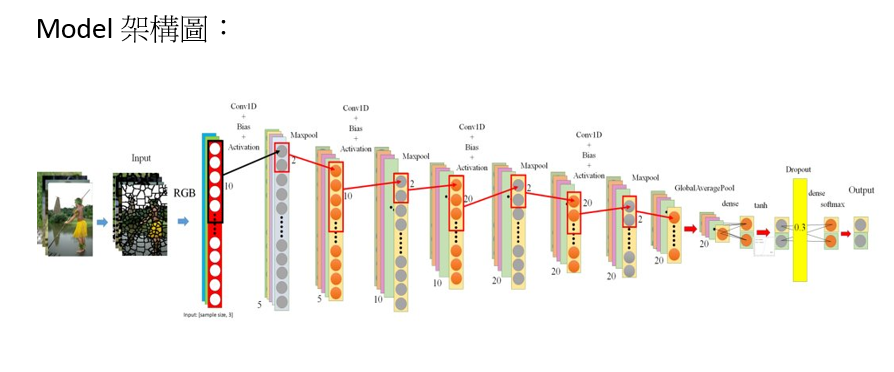 Model 架構圖：
Input
RGB
10
Input: [sample size, 3]
Conv1D
+
Bias
+
Activation
5
Maxpool
2
5
Conv1D
+
Bias
+
Activation
10
10
Maxpool
2
10
Conv1D
+
Bias
+
Activation
20
20
Maxpool
2
20
Conv1D
+
Bias
+
Activation
20
20
Maxpool
2
20
GlobalAveragePool
20
dense
tanh
Dropout
0.3
dense
softmax
Output